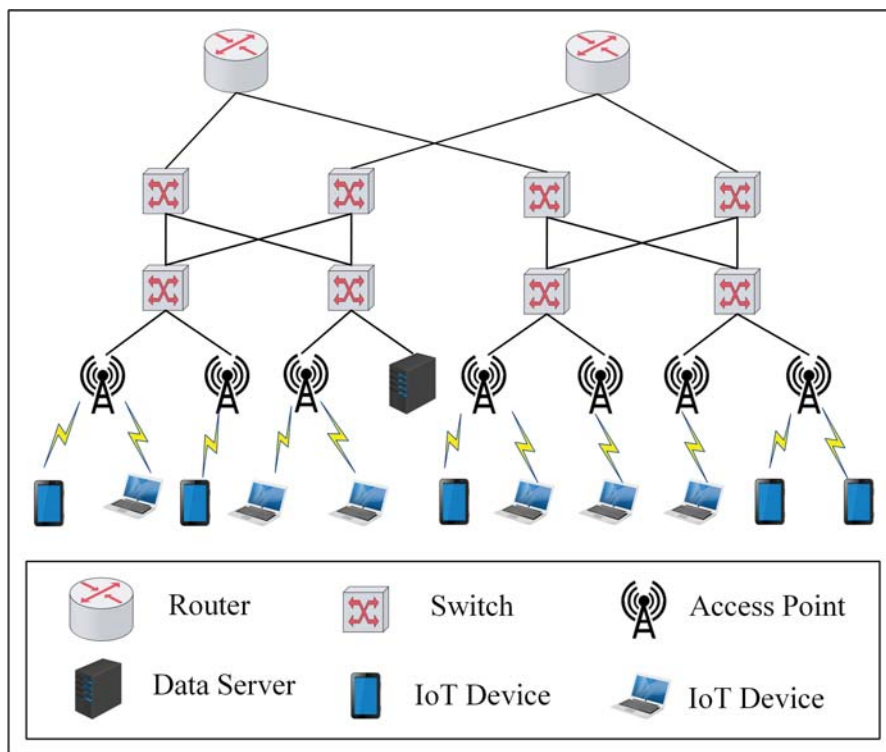 Router
Switch
Access Point
Data Server
IoT Device
IoT Device